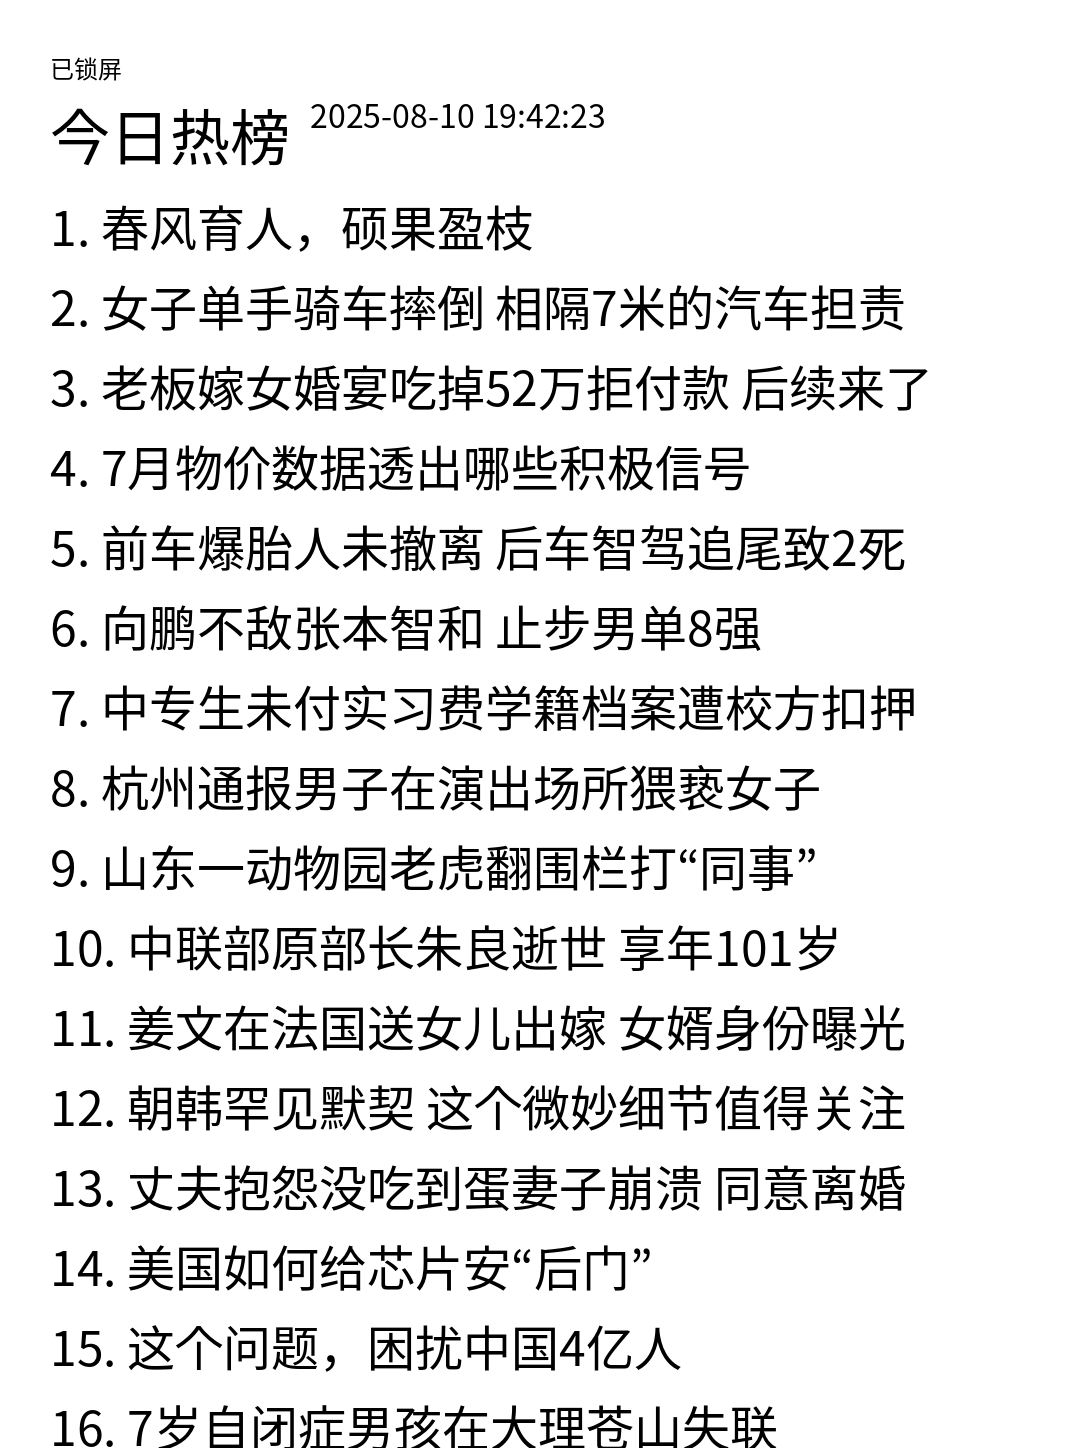 已锁屏
今日热榜 2025-08-10 19:42:23
1. 春风育人，硕果盈枝
2. 女子单手骑车摔倒 相隔7米的汽车担责
3. 老板嫁女婚宴吃掉52万拒付款 后续来了
4. 7月物价数据透出哪些积极信号
5. 前车爆胎人未撤离 后车智驾追尾致2死
6. 向鹏不敌张本智和 止步男单8强
7. 中专生未付实习费学籍档案遭校方扣押
8. 杭州通报男子在演出场所猥亵女子
9. 山东一动物园老虎翻围栏打“同事”
10. 中联部原部长朱良逝世 享年101岁
11. 姜文在法国送女儿出嫁 女婿身份曝光
12. 朝韩罕见默契 这个微妙细节值得关注
13. 丈夫抱怨没吃到蛋妻子崩溃 同意离婚
14. 美国如何给芯片安“后门”
15. 这个问题，困扰中国4亿人
16. 7岁自闭症男孩在大理苍山失联